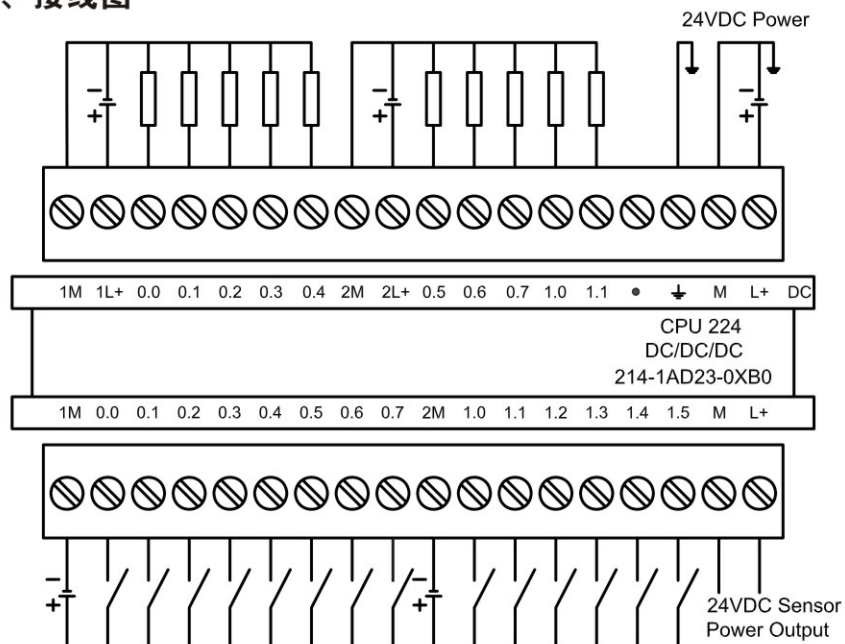 、接线图
24VDC Power
1M 1L+ 0.0 0.1 0.2 0.3 0.4 2M 2L+ 0.5 0.6 0.7 1.0 1.1 • ⏚ M L+ DC
CPU 224
DC/DC/DC
214-1AD23-0XB0
1M 0.0 0.1 0.2 0.3 0.4 0.5 0.6 0.7 2M 1.0 1.1 1.2 1.3 1.4 1.5 M L+
24VDC Sensor
Power Output